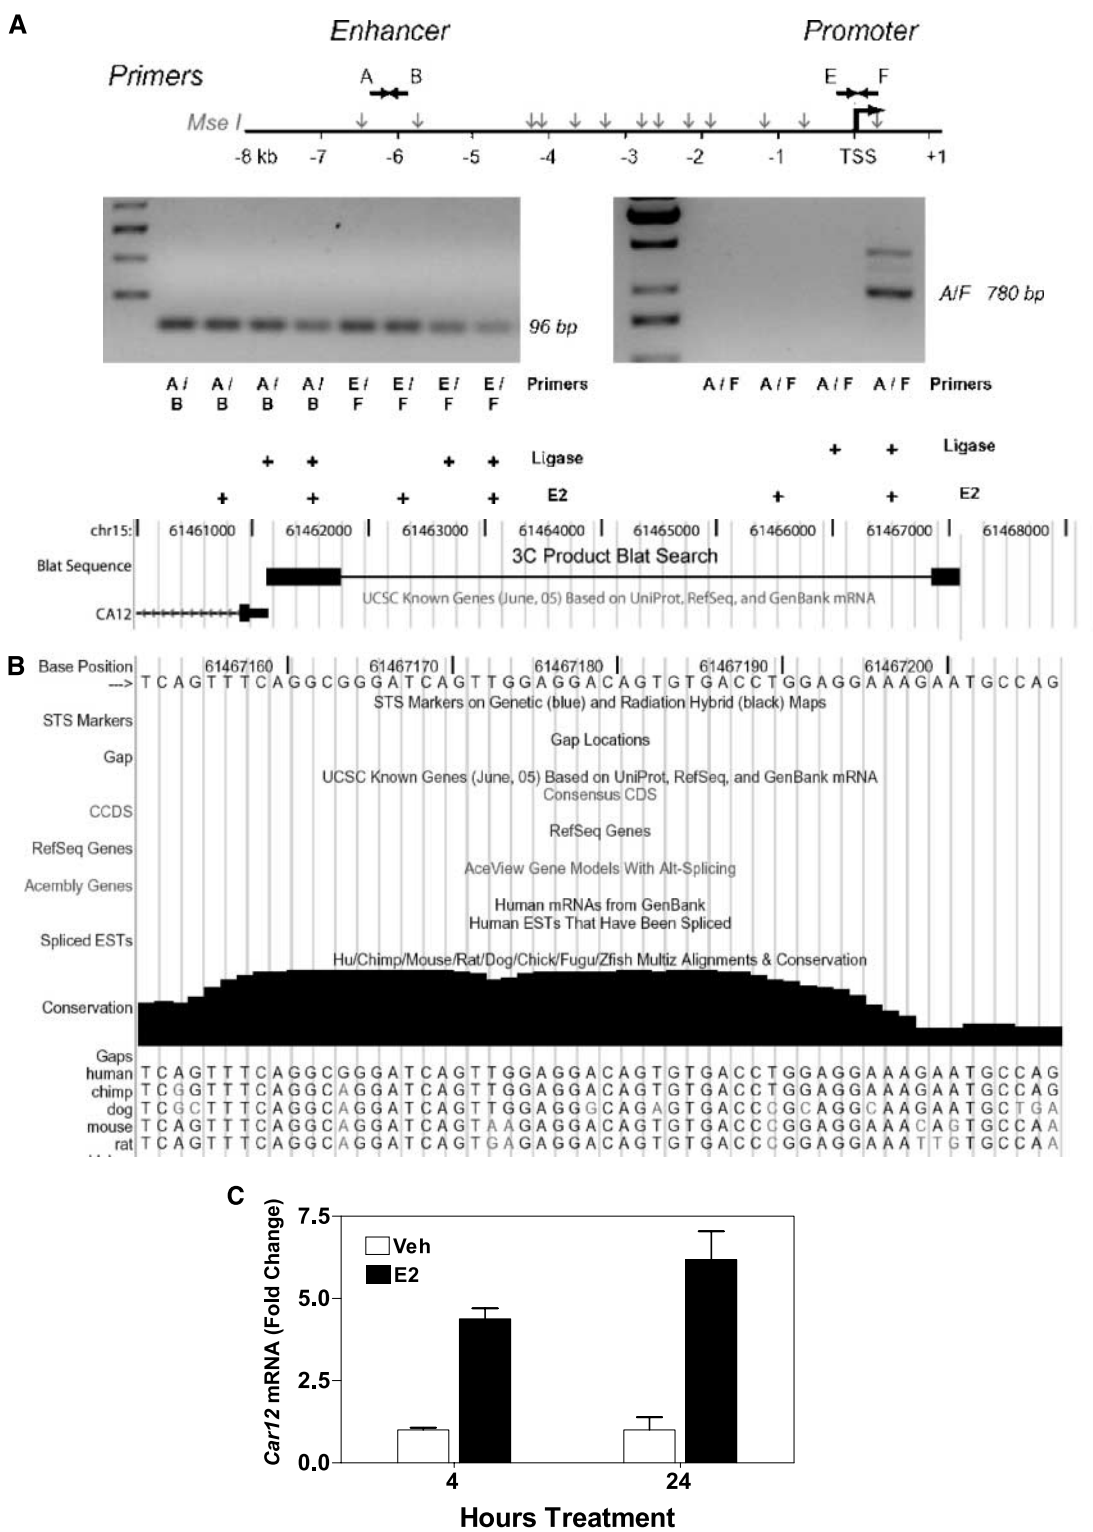 A
Enhancer
Promoter
Primers
A B
E F
Mse I
-8 kb -7 -6 -5 -4 -3 -2 -1 TSS +1
96 bp
A/F 780 bp
A / A / A / A / E / E / E / E / Primers
B B B B F F F F
A / F A / F A / F A / F Primers
+ + + + Ligase
+ + Ligase
+ + + + E2
+ + E2
chr15: 61461000 61462000 61463000 61464000 61465000 61466000 61467000 61468000
3C Product Blat Search
Blat Sequence
UCSC Known Genes (June, 05) Based on UniProt, RefSeq, and GenBank mRNA
CA12
B
Base Position 61467160 61467170 61467180 61467190 61467200
---> T C A G T T T C A G G C G G G A T C A G T T G G A G G A C A G T G T G A C C T G G A G G A A A G A A T G C C A G
STS Markers on Genetic (blue) and Radiation Hybrid (black) Maps
STS Markers
Gap Locations
Gap
UCSC Known Genes (June, 05) Based on UniProt, RefSeq, and GenBank mRNA
Consensus CDS
CCDS
RefSeq Genes
RefSeq Genes
AceView Gene Models With Alt-Splicing
Acembly Genes
Human mRNAs from GenBank
Human ESTs That Have Been Spliced
Spliced ESTs
Hu/Chimp/Mouse/Rat/Dog/Chick/Fugu/Zfish Multiz Alignments & Conservation
Conservation
Gaps
human T C A G T T T C A G G C G G G A T C A G T T G G A G G A C A G T G T G A C C T G G A G G A A A G A A T G C C A G
chimp T C G G T T T C A G G C A G G A T C A G T T G G A G G A C A G T G T G A C C T G G A G G A A A G A A T G C C A G
dog T C G C T T T C A G G C A G G A T C A G T T G G A G G G C A G A G T G A C C C G C A G G C A A G A A T G C T G A
mouse T C A G T T T C A G G C A G G A T C A G T A A G A G G A C A G T G T G A C C C G G A G G A A A C A G T G C C A A
rat T C A G T T T C A G G C A G G A T C A G T G A G A G G A C A G T G T G A C C C G G A G G A A A T T G T G C C A A
C
Car12 mRNA (Fold Change)
7.5
5.0
2.5
0.0
Veh
E2
4 24
Hours Treatment